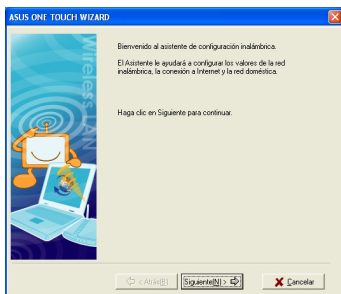 ASUS ONE TOUCH WIZARD
Wireless LAN
Bienvenido al asistente de configuración inalámbrica.
El Asistente le ayudará a configurar los valores de la red
inalámbrica, la conexión a Internet y la red doméstica.
Haga clic en Siguiente para continuar.
< Atrás(B)
Siguiente(N) >
Cancelar